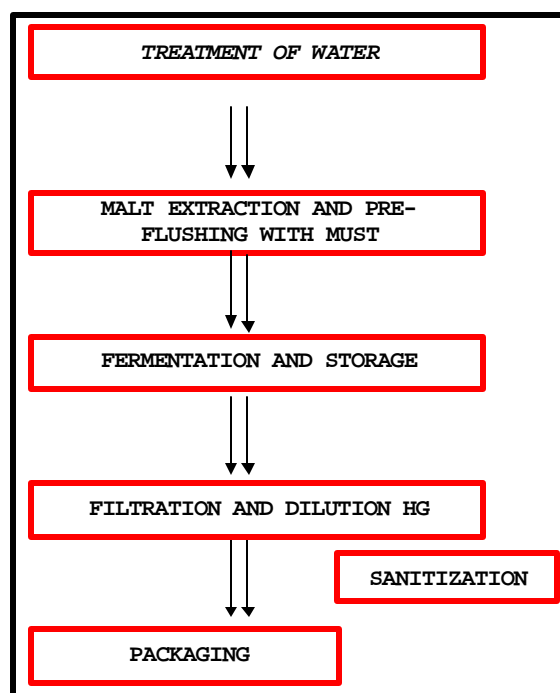 TREATMENT OF WATER
MALT EXTRACTION AND PRE-
FLUSHING WITH MUST
FERMENTATION AND STORAGE
FILTRATION AND DILUTION HG
SANITIZATION
PACKAGING